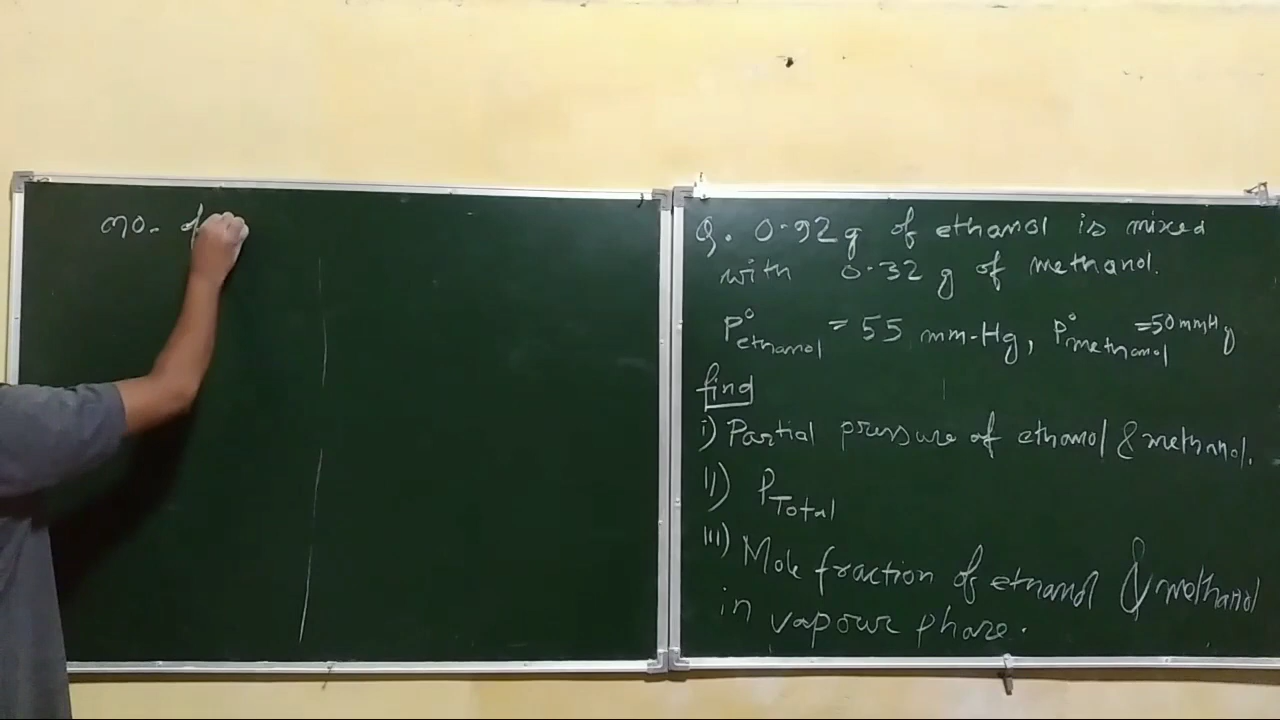 no. of
Q. 0.92 g of ethanol is mixed
with 0.32 g of methanol.
P°ethanol = 55 mm-Hg, P°methanol = 50 mmHg
find
i) Partial pressure of ethanol & methanol.
ii) PTotal
iii) Mole fraction of ethanol & methanol
in vapour phase.